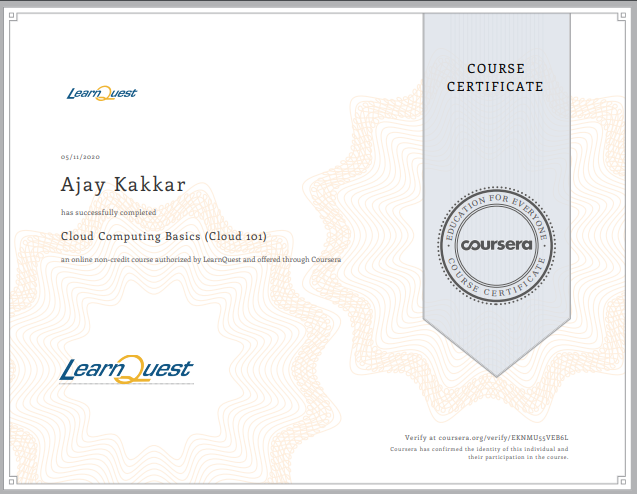 LearnQuest
COURSE
CERTIFICATE
05/11/2020
Ajay Kakkar
has successfully completed
Cloud Computing Basics (Cloud 101)
an online non-credit course authorized by LearnQuest and offered through Coursera
EDUCATION FOR EVERYONE
coursera
COURSE CERTIFICATE
LearnQuest
Verify at coursera.org/verify/EKNMU55VEB6L
Coursera has confirmed the identity of this individual and
their participation in the course.